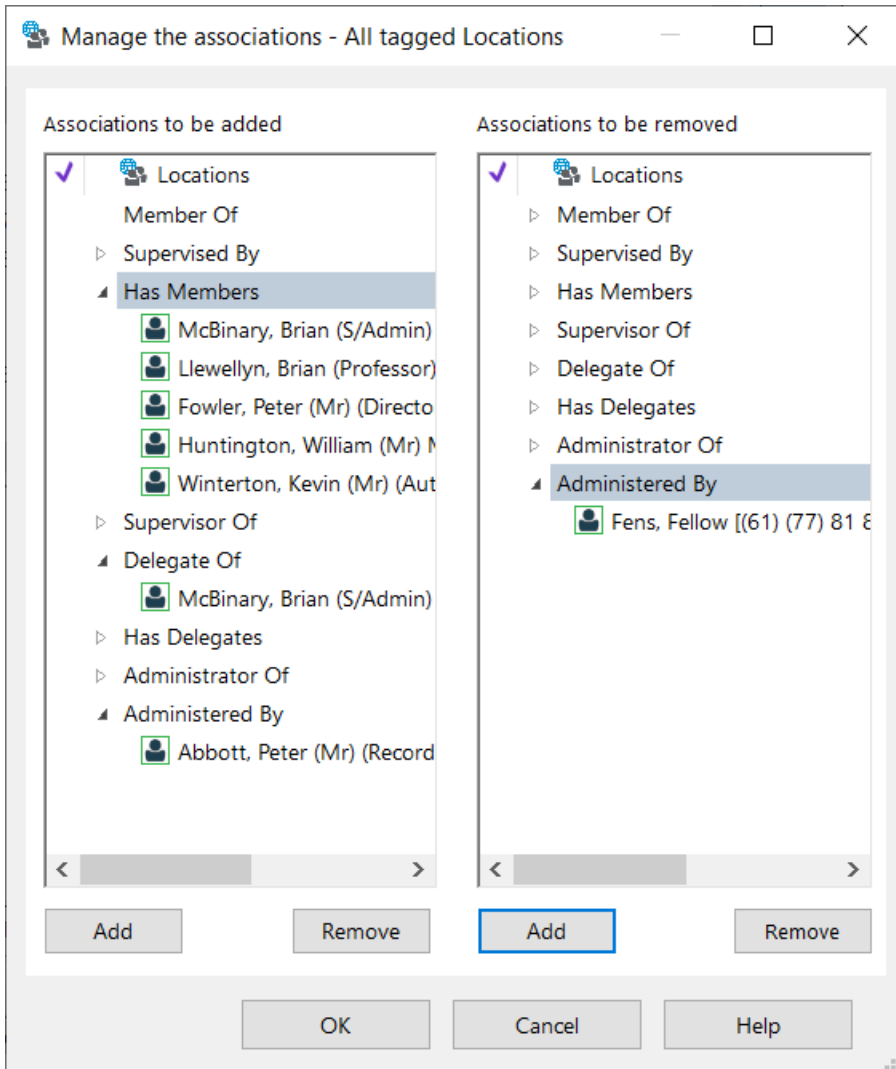 Manage the associations - All tagged Locations
Associations to be added
Locations
Member Of
Supervised By
Has Members
McBinary, Brian (S/Admin)
Llewellyn, Brian (Professor)
Fowler, Peter (Mr) (Directo
Huntington, William (Mr) M
Winterton, Kevin (Mr) (Aut
Supervisor Of
Delegate Of
McBinary, Brian (S/Admin)
Has Delegates
Administrator Of
Administered By
Abbott, Peter (Mr) (Record
Add
Remove
Associations to be removed
Locations
Member Of
Supervised By
Has Members
Supervisor Of
Delegate Of
Has Delegates
Administrator Of
Administered By
Fens, Fellow [(61) (77) 81 8
Add
Remove
OK
Cancel
Help